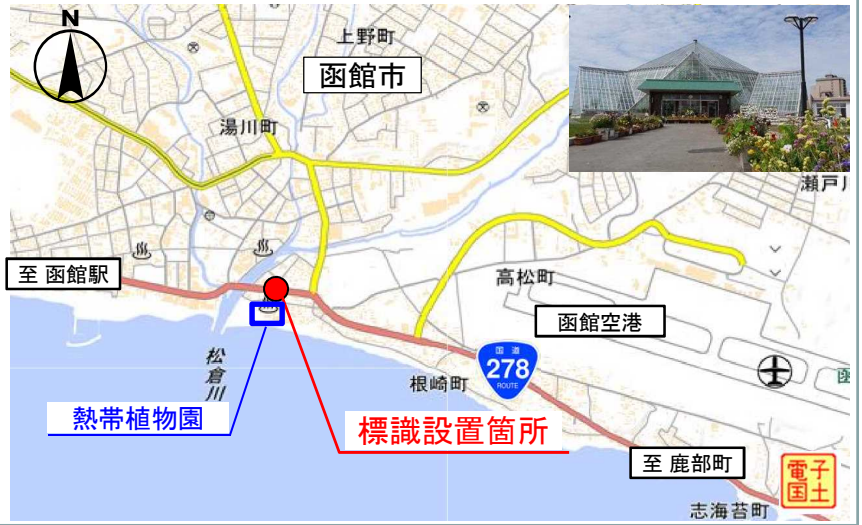 N
上野町
函館市
湯川町
瀬戸川
至 函館駅
高松町
函館空港
松倉川
国道
278
ROUTE
根崎町
函
熱帯植物園
標識設置箇所
至 鹿部町
電子
国土
志海苔町